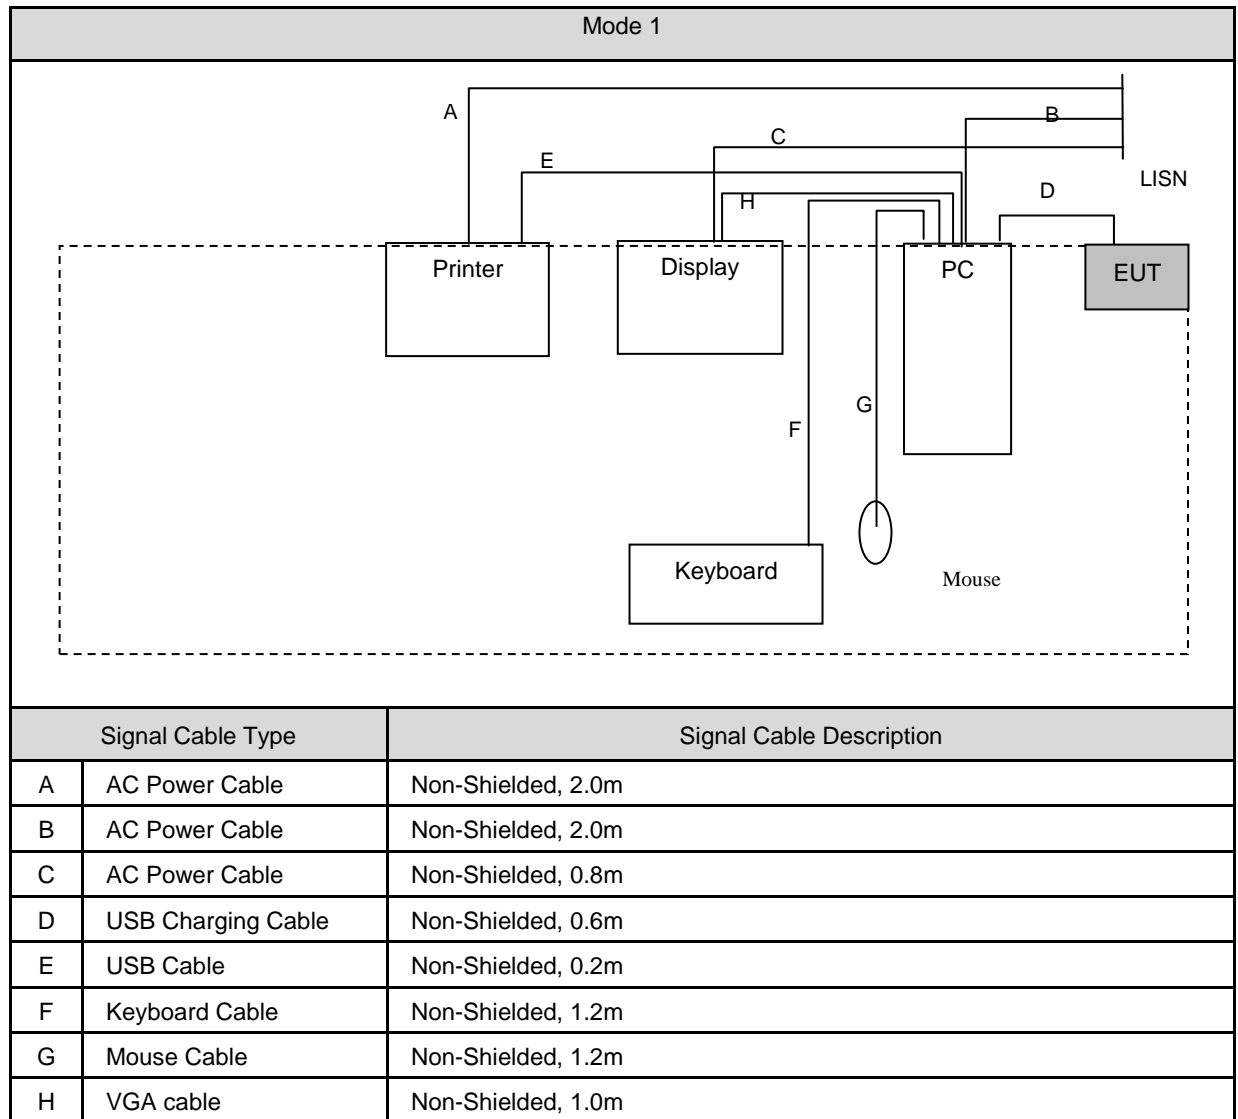 Mode 1
A
B
C
E
LISN
D
H
Printer
Display
PC
EUT
G
F
Keyboard
Mouse
Signal Cable Type Signal Cable Description
A AC Power Cable Non-Shielded, 2.0m
B AC Power Cable Non-Shielded, 2.0m
C AC Power Cable Non-Shielded, 0.8m
D USB Charging Cable Non-Shielded, 0.6m
E USB Cable Non-Shielded, 0.2m
F Keyboard Cable Non-Shielded, 1.2m
G Mouse Cable Non-Shielded, 1.2m
H VGA cable Non-Shielded, 1.0m